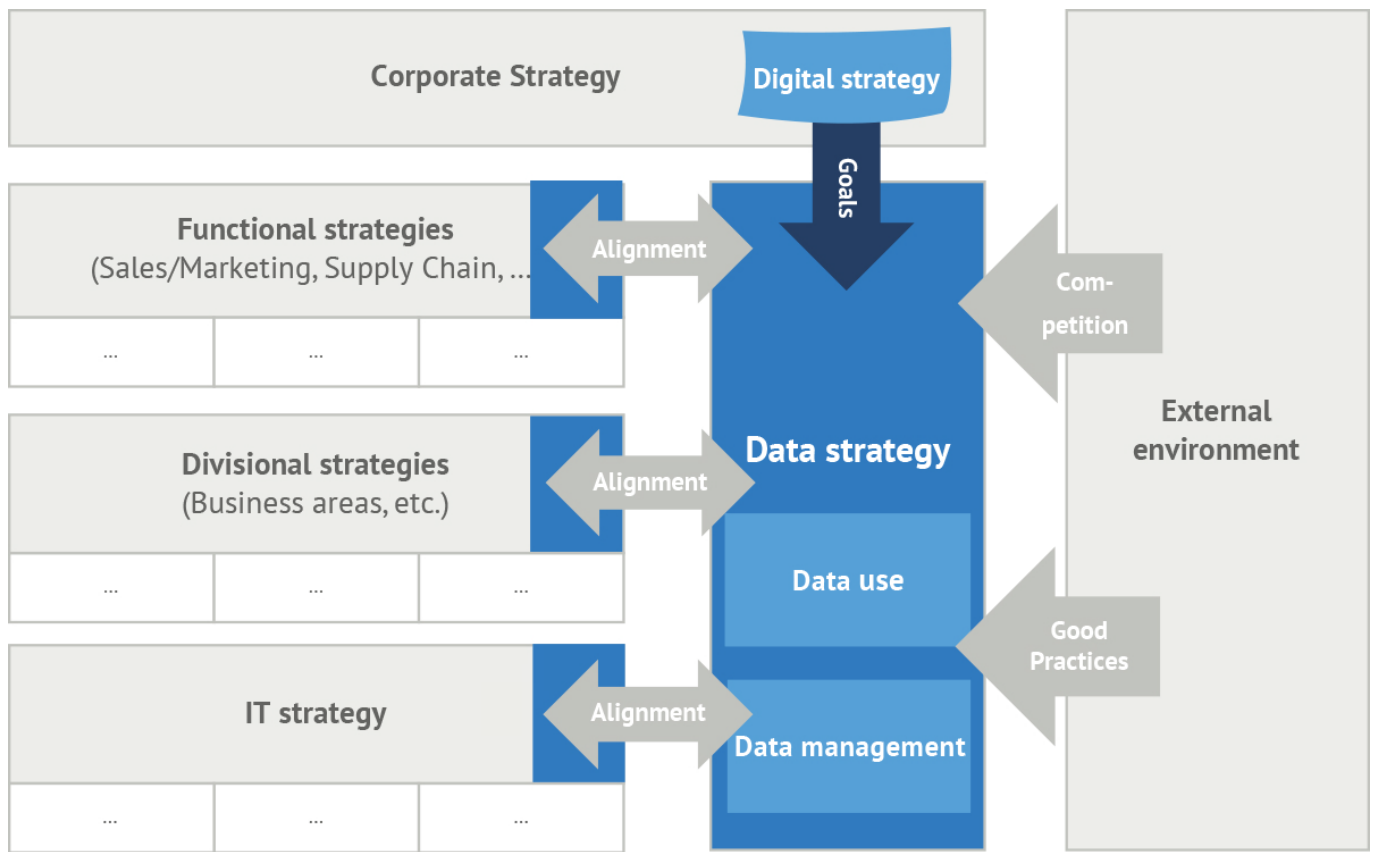 Corporate Strategy
Digital strategy
Goals
Functional strategies
(Sales/Marketing, Supply Chain, ...
Alignment
...
...
...
Divisional strategies
(Business areas, etc.)
Alignment
...
...
...
IT strategy
Alignment
...
...
...
Data strategy
Data use
Data management
Com-
petition
Good
Practices
External
environment